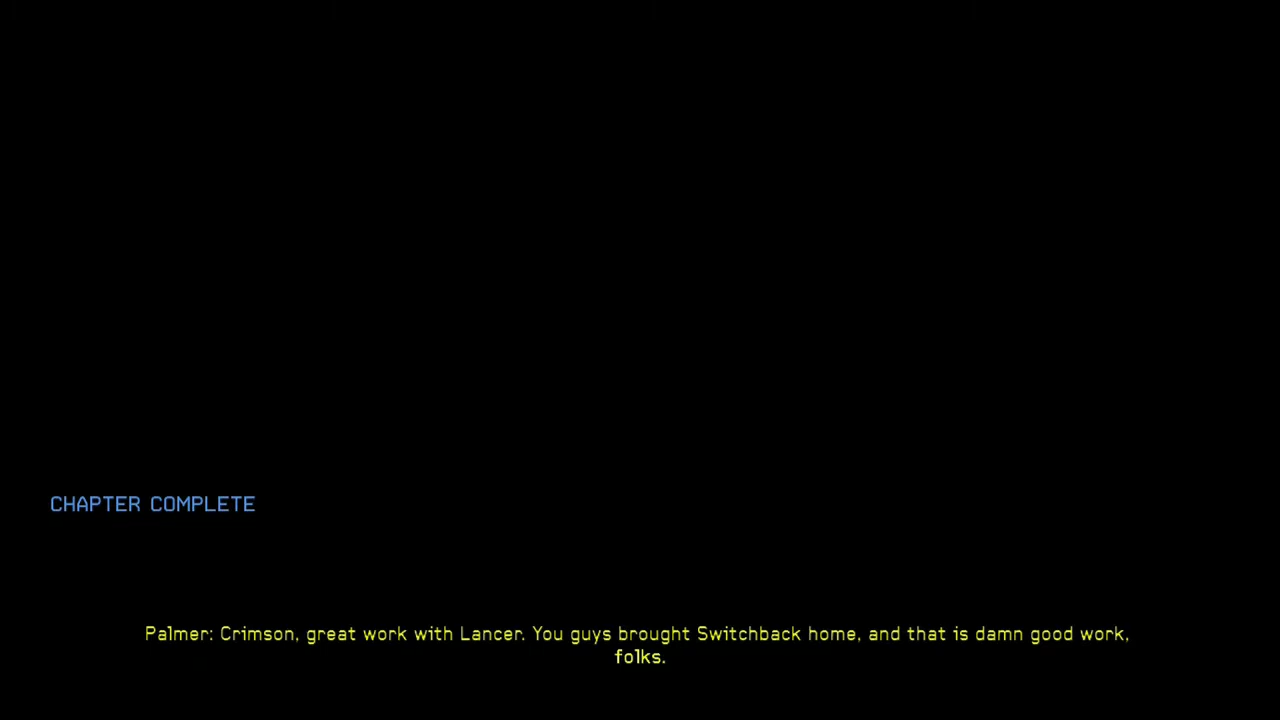 CHAPTER COMPLETE
Palmer: Crimson, great work with Lancer. You guys brought Switchback home, and that is damn good work,
folks.